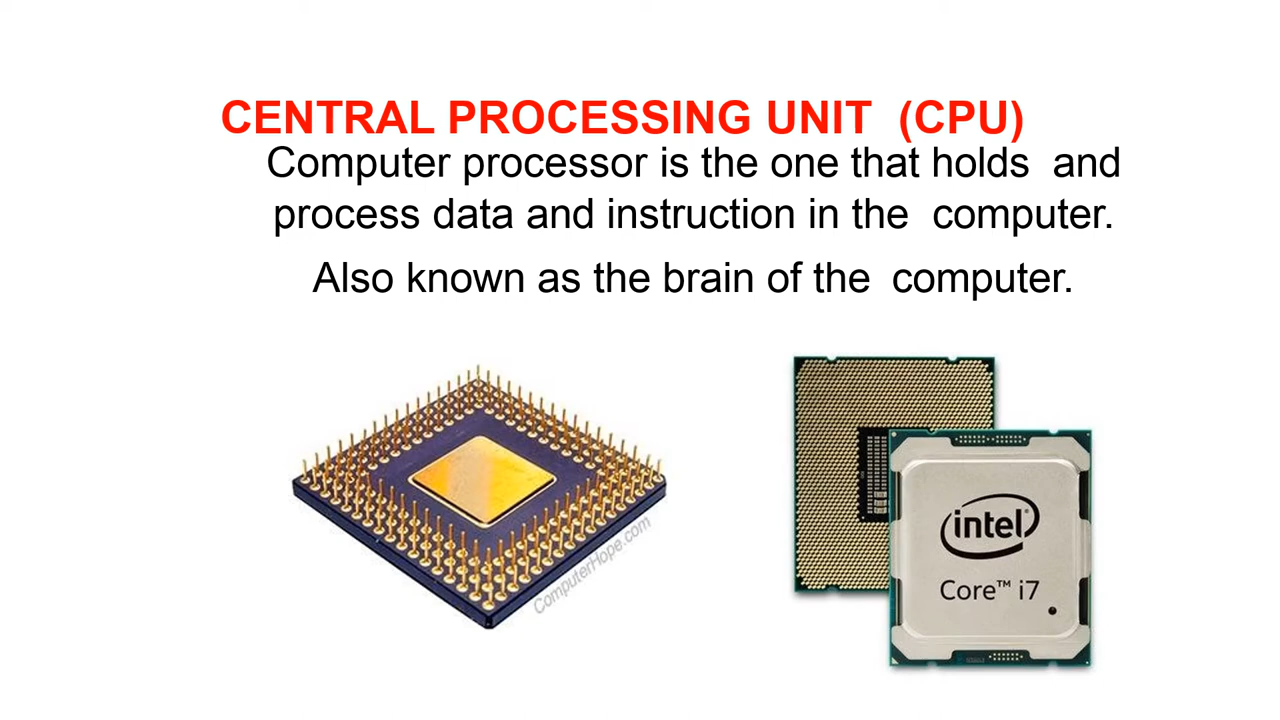 CENTRAL PROCESSING UNIT (CPU)
Computer processor is the one that holds and
process data and instruction in the computer.
Also known as the brain of the computer.
ComputerHope.com
intel®
Core™ i7